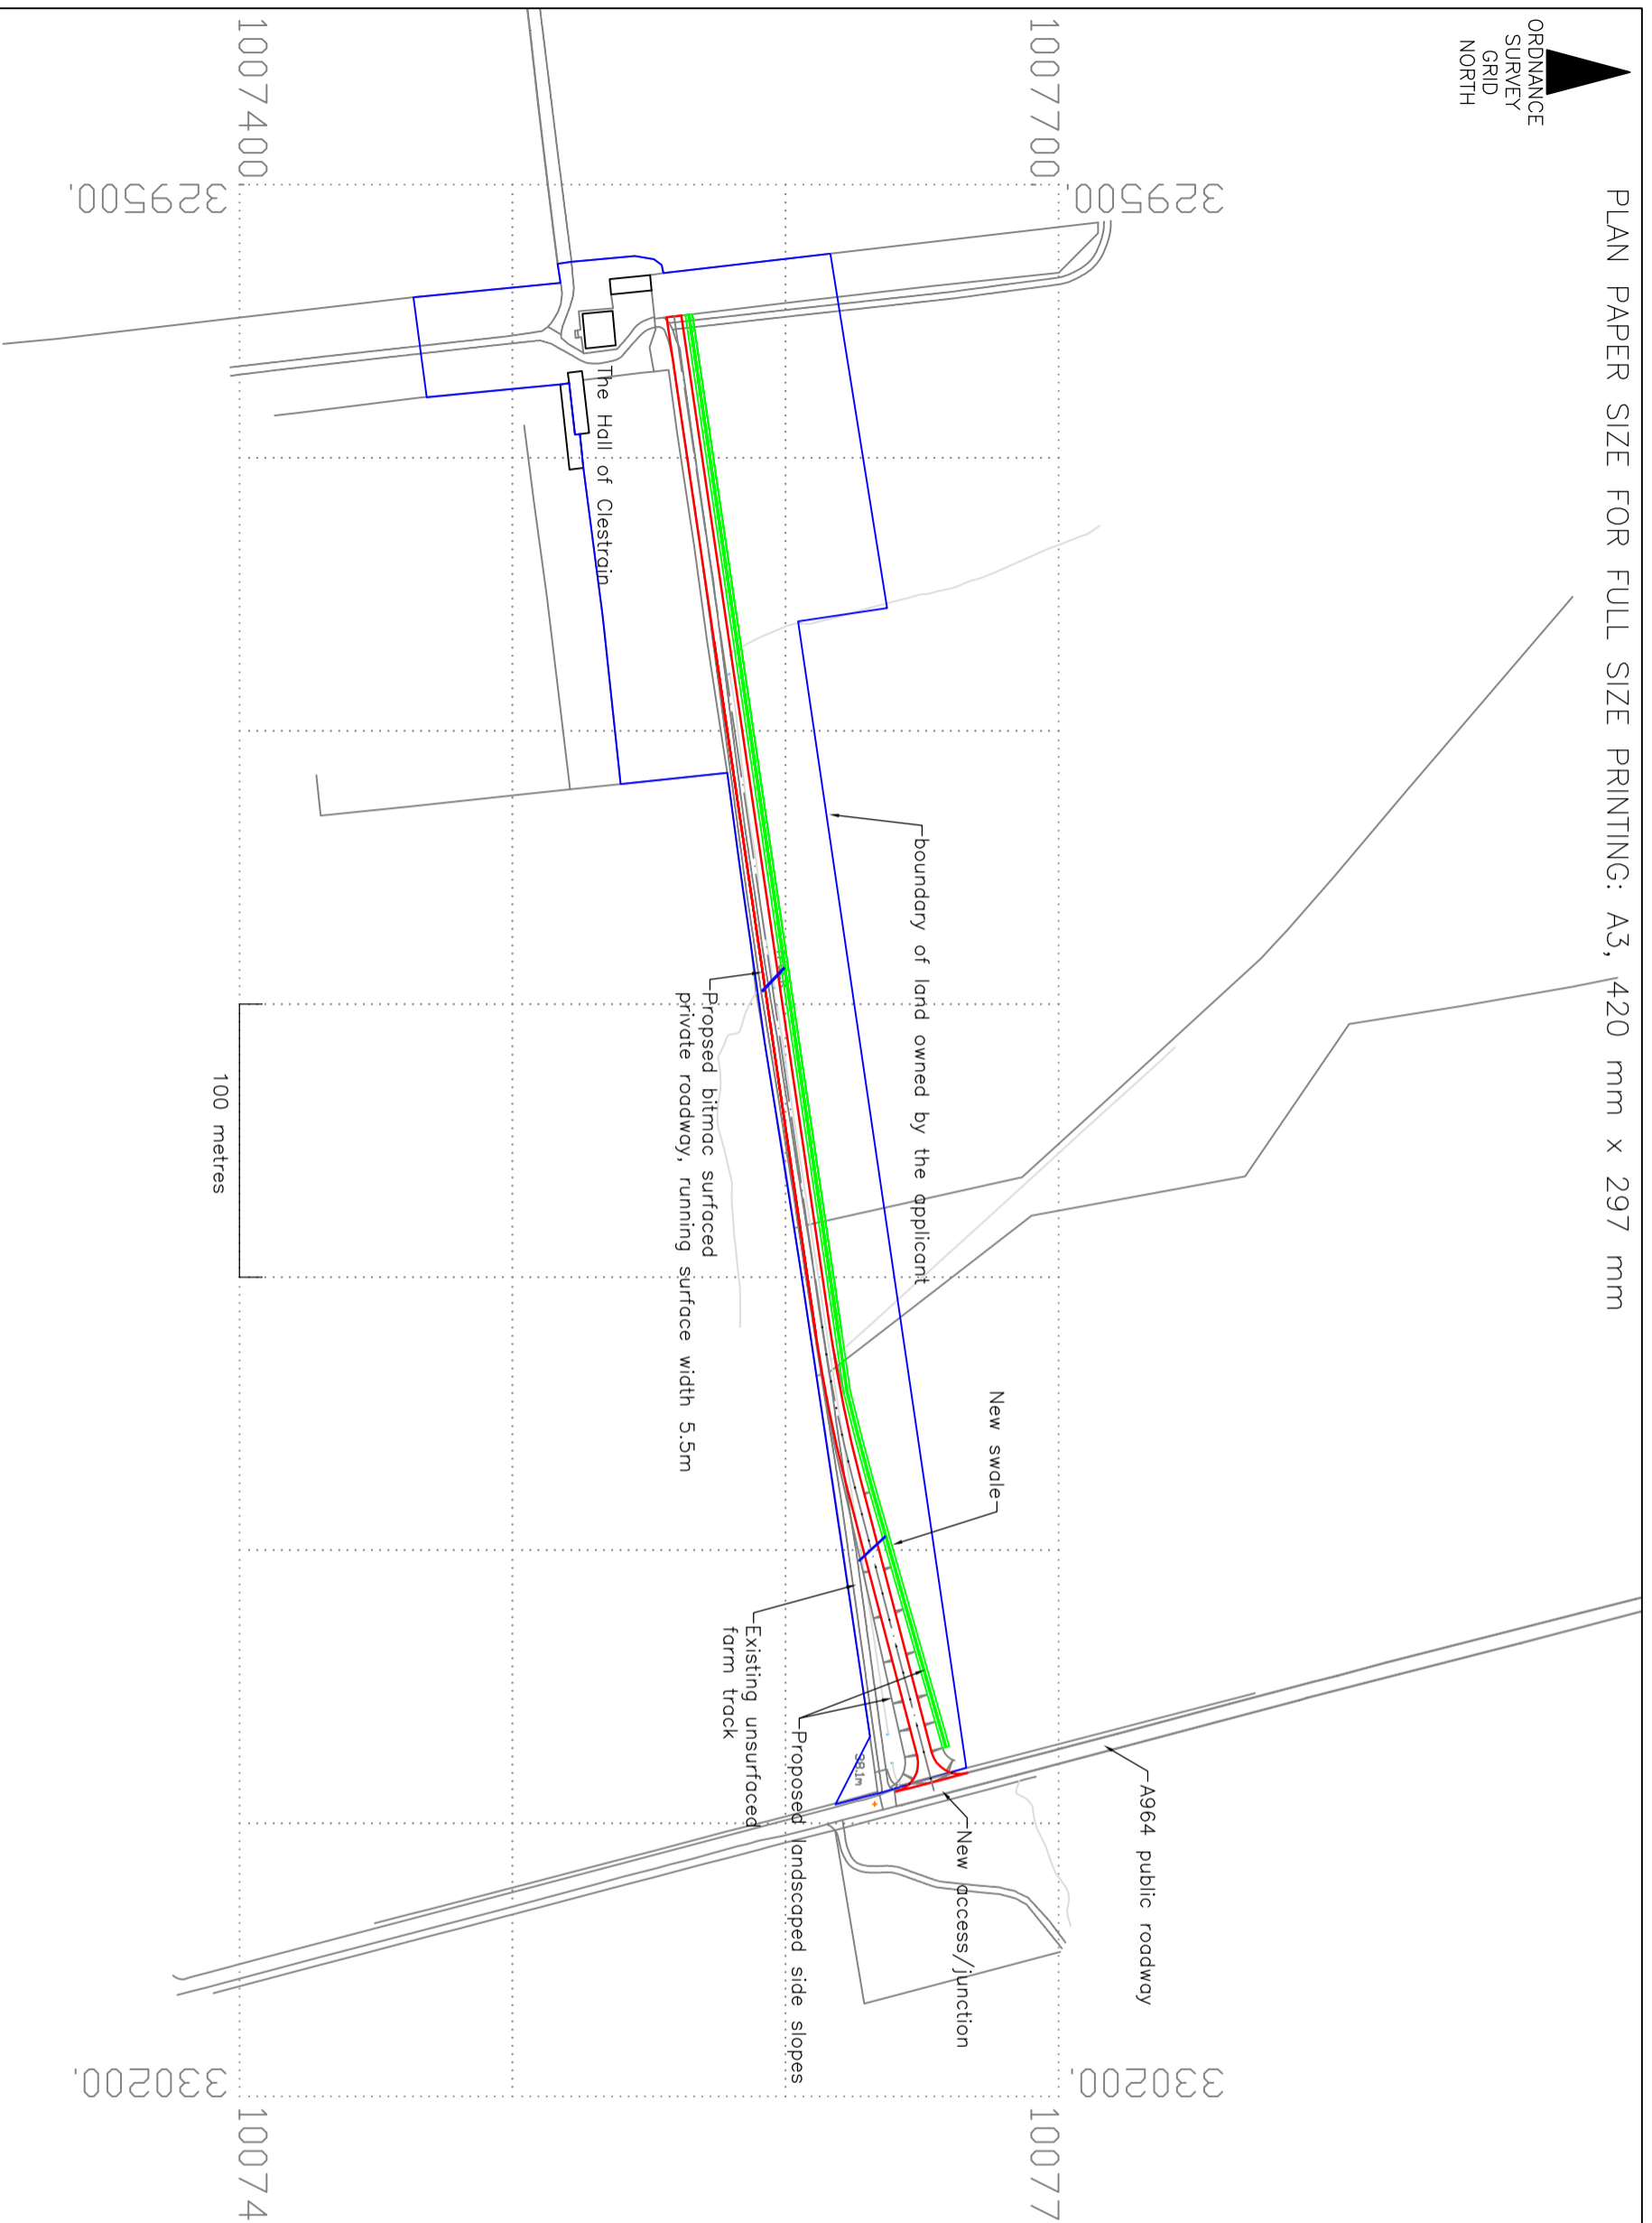 PLAN PAPER SIZE FOR FULL SIZE PRINTING: A3, 420 mm x 297 mm
ORDNANCE
SURVEY
GRID
NORTH
1007700
329500.
330200.
10077
A964 public roadway
New swale
New access/junction
boundary of land owned by the applicant
39.1m
Proposed landscaped side slopes
Existing unsurfaced
farm track
Propsed bitmac surfaced
private roadway, running surface width 5.5m
The Hall of Clestrain
100 metres
1007400
329500.
330200.
10074